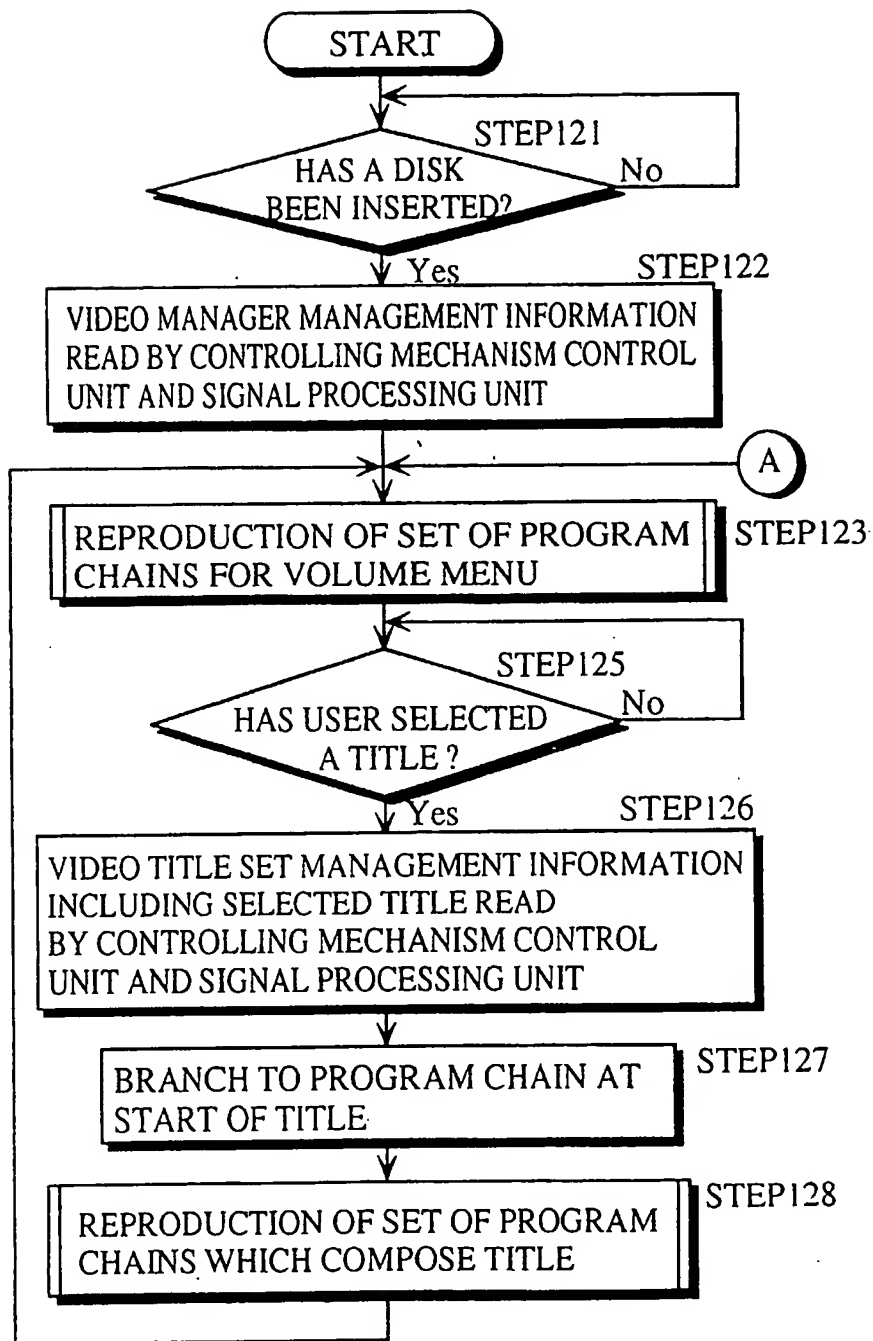 START
STEP121
HAS A DISK
BEEN INSERTED?
No
Yes
STEP122
VIDEO MANAGER MANAGEMENT INFORMATION
READ BY CONTROLLING MECHANISM CONTROL
UNIT AND SIGNAL PROCESSING UNIT
A
REPRODUCTION OF SET OF PROGRAM
CHAINS FOR VOLUME MENU
STEP123
STEP125
HAS USER SELECTED
A TITLE ?
No
Yes
STEP126
VIDEO TITLE SET MANAGEMENT INFORMATION
INCLUDING SELECTED TITLE READ
BY CONTROLLING MECHANISM CONTROL
UNIT AND SIGNAL PROCESSING UNIT
BRANCH TO PROGRAM CHAIN AT
START OF TITLE
STEP127
REPRODUCTION OF SET OF PROGRAM
CHAINS WHICH COMPOSE TITLE
STEP128